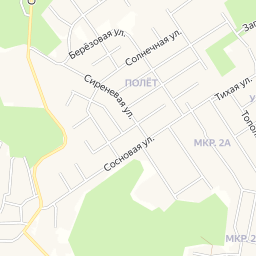 Берёзовая ул.
Солнечная ул.
Сиреневая ул.
ПОЛЁТ
Тихая ул.
Сосновая ул.
МКР. 2А
МКР. 2